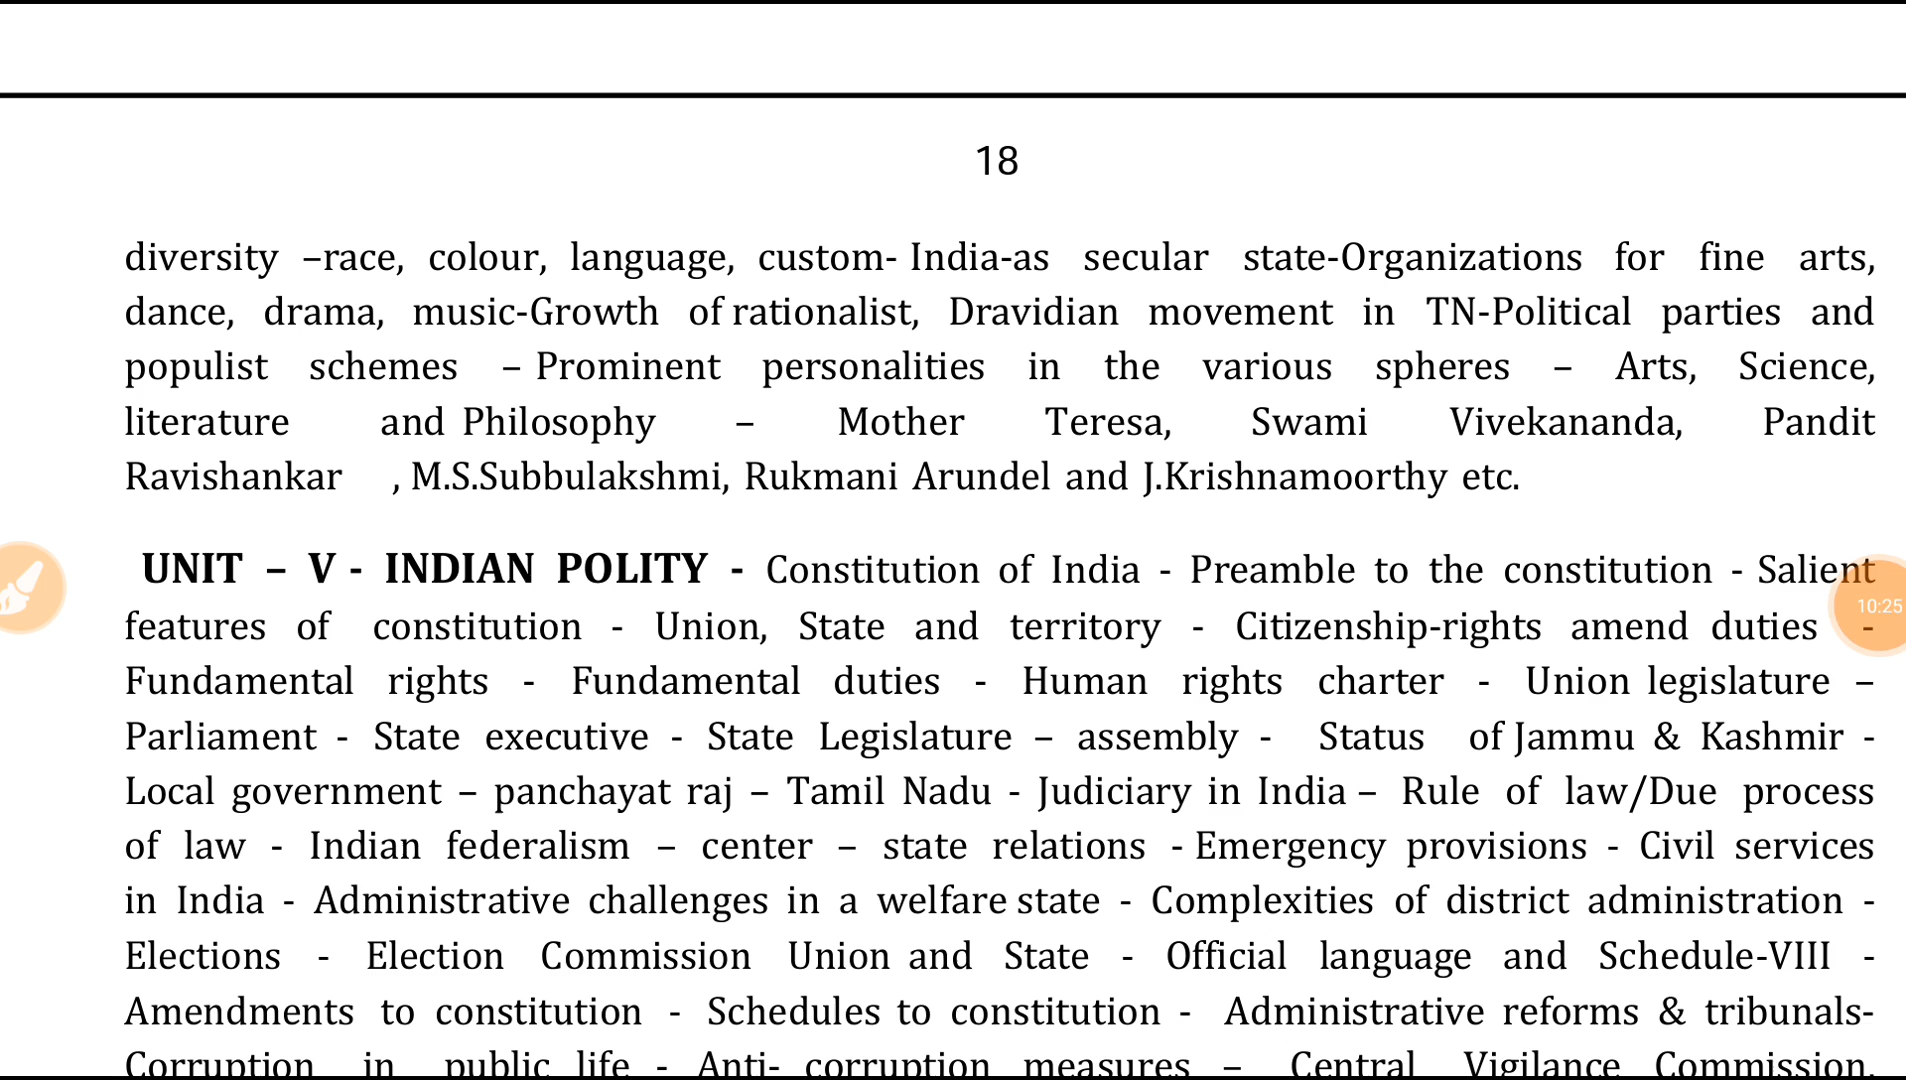 18
diversity –race, colour, language, custom- India-as secular state-Organizations for fine arts,
dance, drama, music-Growth of rationalist, Dravidian movement in TN-Political parties and
populist schemes – Prominent personalities in the various spheres – Arts, Science,
literature and Philosophy – Mother Teresa, Swami Vivekananda, Pandit
Ravishankar , M.S.Subbulakshmi, Rukmani Arundel and J.Krishnamoorthy etc.
UNIT – V - INDIAN POLITY - Constitution of India - Preamble to the constitution - Salient
features of constitution - Union, State and territory - Citizenship-rights amend duties -
10:25
Fundamental rights - Fundamental duties - Human rights charter - Union legislature –
Parliament - State executive - State Legislature – assembly - Status of Jammu & Kashmir -
Local government – panchayat raj – Tamil Nadu - Judiciary in India – Rule of law/Due process
of law - Indian federalism – center – state relations - Emergency provisions - Civil services
in India - Administrative challenges in a welfare state - Complexities of district administration -
Elections - Election Commission Union and State - Official language and Schedule-VIII -
Amendments to constitution - Schedules to constitution - Administrative reforms & tribunals-
Corruption in public life - Anti- corruption measures – Central Vigilance Commission,